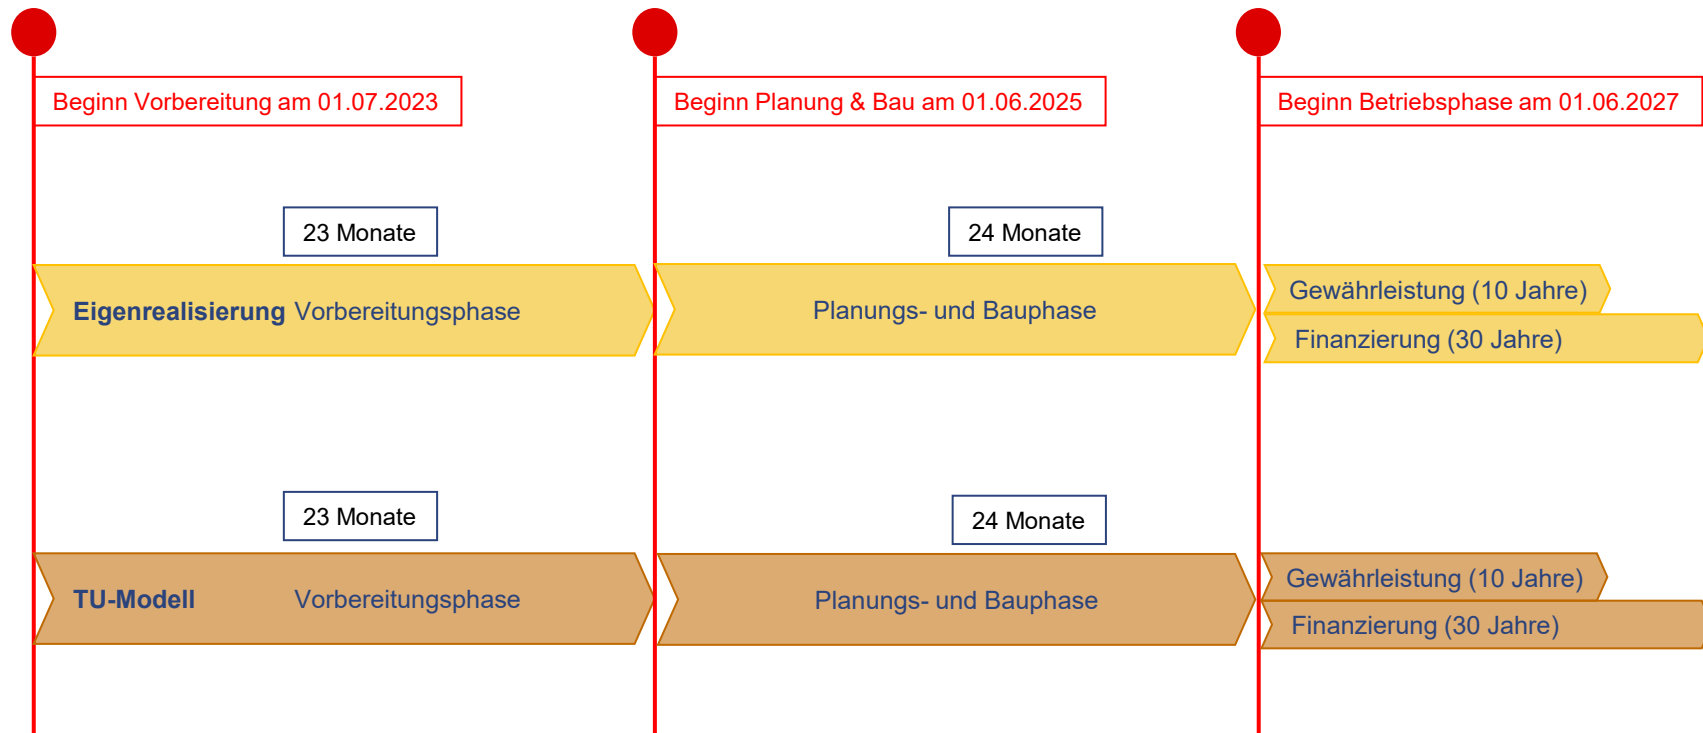 Beginn Vorbereitung am 01.07.2023
Beginn Planung & Bau am 01.06.2025
Beginn Betriebsphase am 01.06.2027
23 Monate
24 Monate
Eigenrealisierung Vorbereitungsphase
Planungs- und Bauphase
Gewährleistung (10 Jahre)
Finanzierung (30 Jahre)
23 Monate
24 Monate
TU-Modell Vorbereitungsphase
Planungs- und Bauphase
Gewährleistung (10 Jahre)
Finanzierung (30 Jahre)